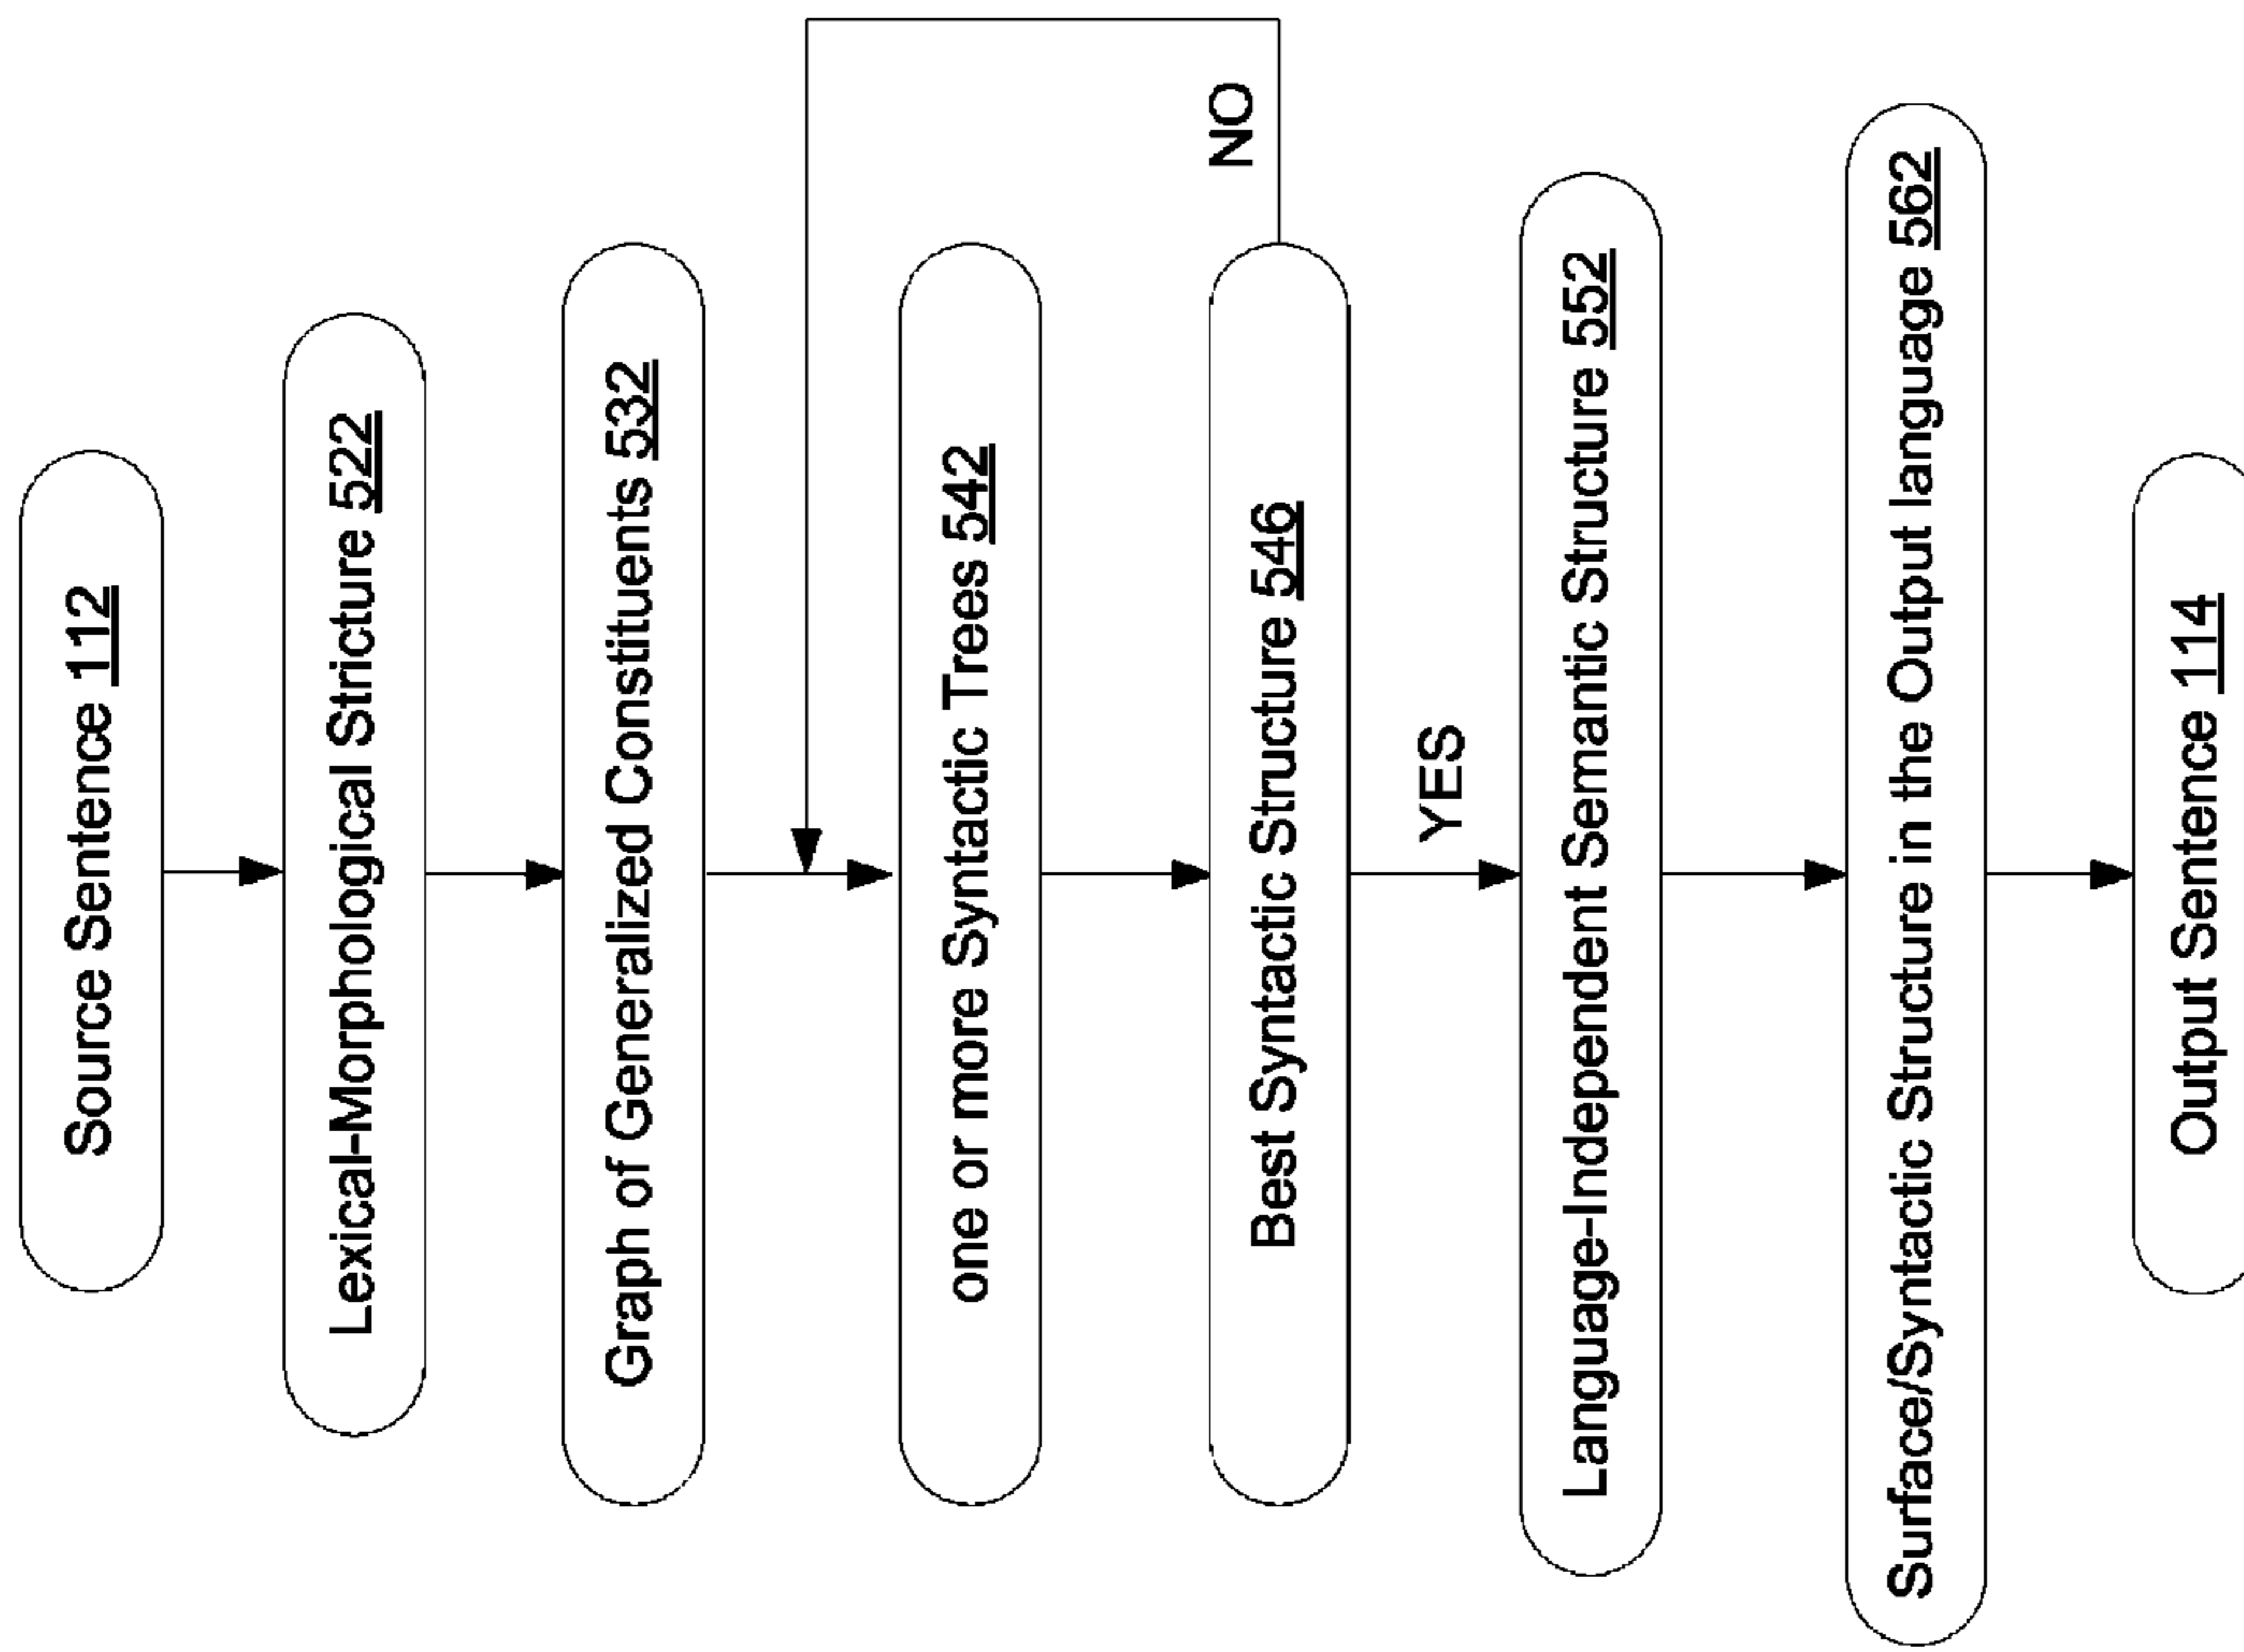 Source Sentence 112
Lexical-Morphological Stricture 522
Graph of Generalized Constituents 532
one or more Syntactic Trees 542
Best Syntactic Structure 546
NO
YES
Language-Independent Semantic Structure 552
Surface/Syntactic Structure in the Output language 562
Output Sentence 114